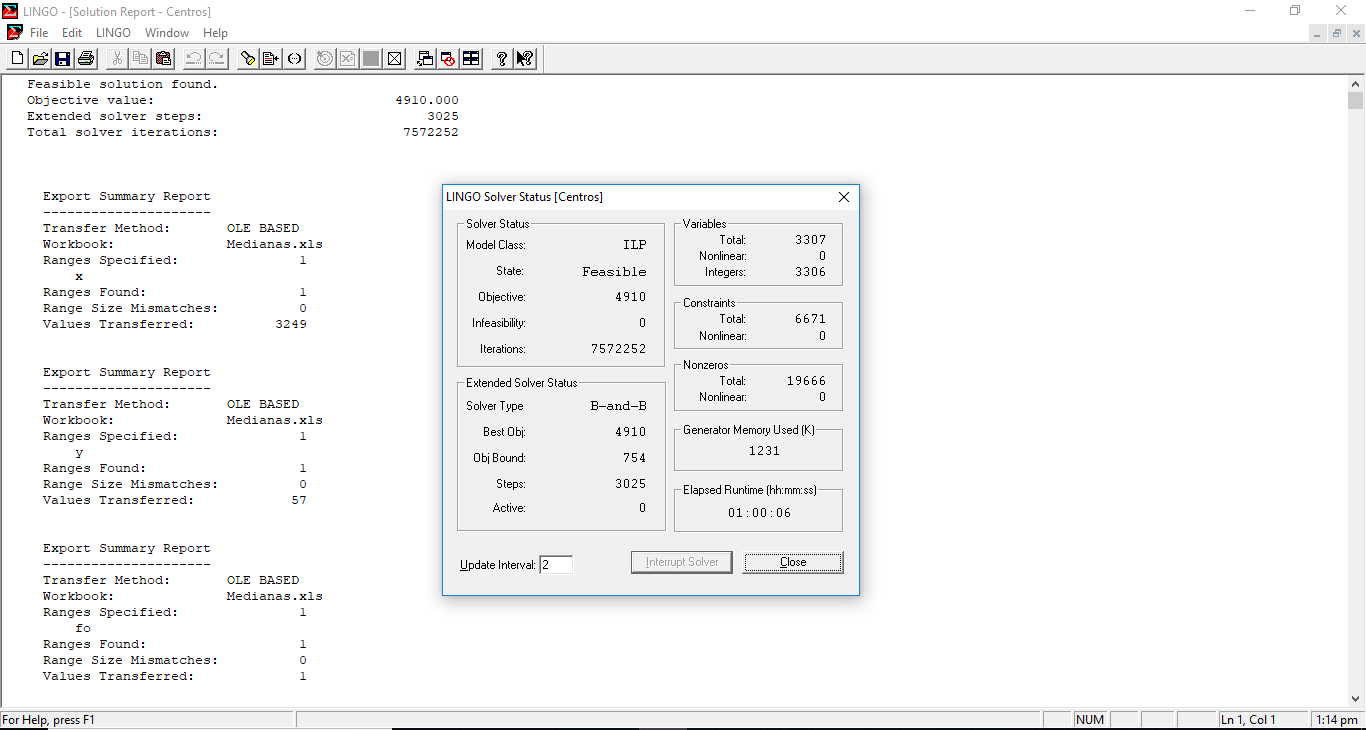 LINGO - [Solution Report - Centros]
File Edit LINGO Window Help
Feasible solution found.
Objective value: 4910.000
Extended solver steps: 3025
Total solver iterations: 7572252
Export Summary Report
---------------------
Transfer Method: OLE BASED
Workbook: Medianas.xls
Ranges Specified: 1
x
Ranges Found: 1
Range Size Mismatches: 0
Values Transferred: 3249
Export Summary Report
---------------------
Transfer Method: OLE BASED
Workbook: Medianas.xls
Ranges Specified: 1
y
Ranges Found: 1
Range Size Mismatches: 0
Values Transferred: 57
Export Summary Report
---------------------
Transfer Method: OLE BASED
Workbook: Medianas.xls
Ranges Specified: 1
fo
Ranges Found: 1
Range Size Mismatches: 0
Values Transferred: 1
LINGO Solver Status [Centros]
Solver Status
Model Class: ILP
State: Feasible
Objective: 4910
Infeasibility: 0
Iterations: 7572252
Extended Solver Status
Solver Type B-and-B
Best Obj: 4910
Obj Bound: 754
Steps: 3025
Active: 0
Update Interval: 2
Variables
Total: 3307
Nonlinear: 0
Integers: 3306
Constraints
Total: 6671
Nonlinear: 0
Nonzeros
Total: 19666
Nonlinear: 0
Generator Memory Used (K)
1231
Elapsed Runtime (hh:mm:ss)
01:00:06
Interrupt Solver
Close
For Help, press F1
NUM
Ln 1, Col 1
1:14 pm